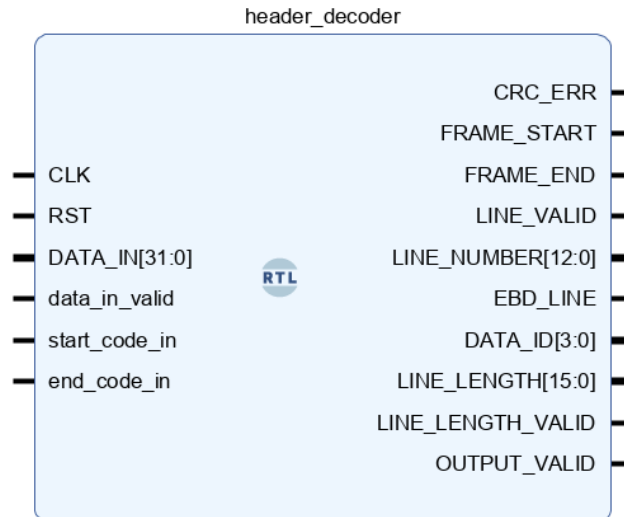 header_decoder
CRC_ERR
FRAME_START
CLK
FRAME_END
RST
LINE_VALID
DATA_IN[31:0]
LINE_NUMBER[12:0]
RTL
data_in_valid
EBD_LINE
start_code_in
DATA_ID[3:0]
end_code_in
LINE_LENGTH[15:0]
LINE_LENGTH_VALID
OUTPUT_VALID